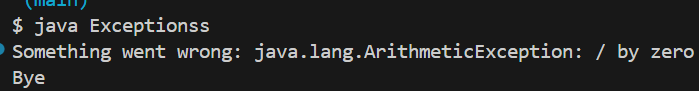 (main)
$ java Exceptionss
Something went wrong: java.lang.ArithmeticException: / by zero
Bye